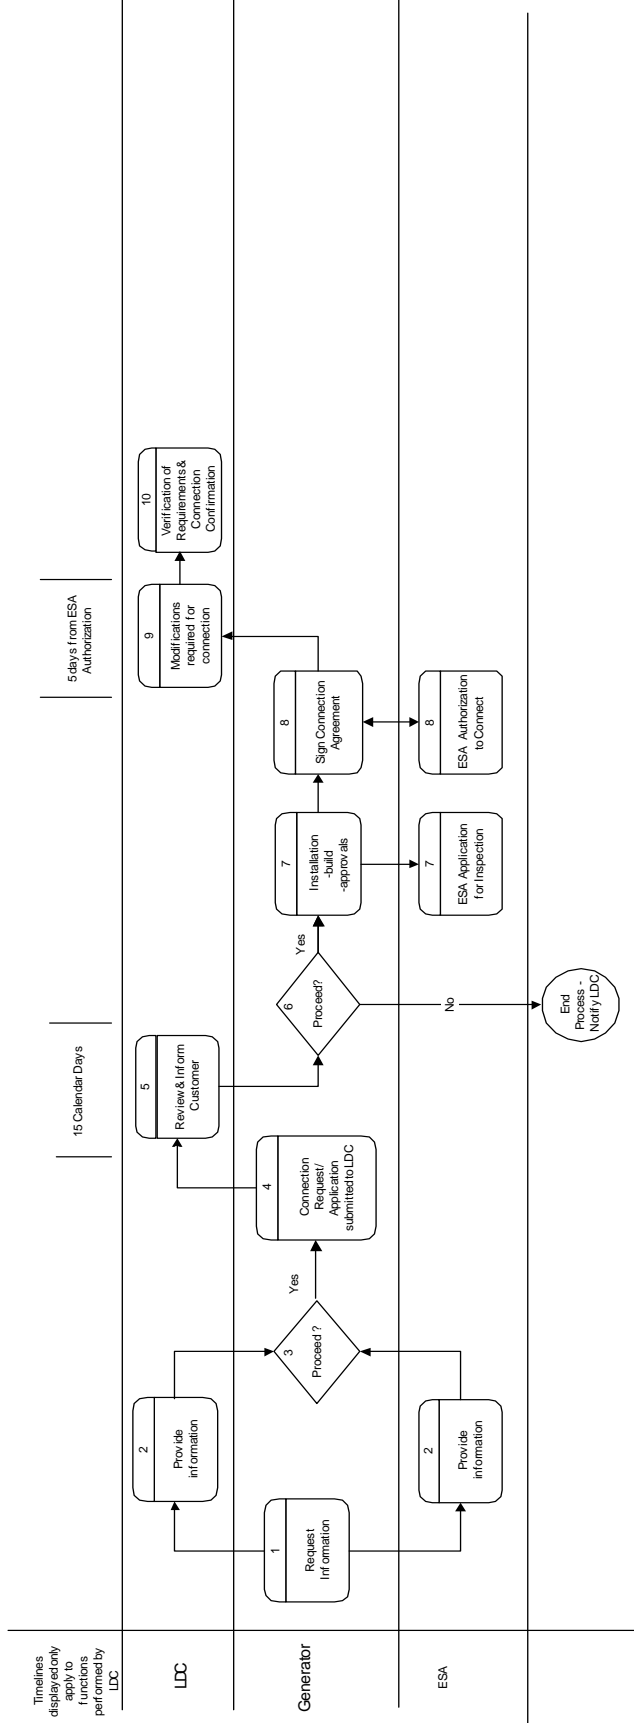 Timelines
displayed only
apply to
functions
performed by
LDC
15 Calendar Days
5 days from ESA
Authorization
LDC
2
Provide
information
5
Review & Inform
Customer
9
Modifications
required for
connection
10
Verification of
Requirements &
Connection
Confirmation
Generator
1
Request
Information
3
Proceed ?
Yes
4
Connection
Request/
Application
submitted to LDC
6
Proceed?
Yes
No
7
Installation
-build
-approvals
8
Sign Connection
Agreement
ESA
2
Provide
information
7
ESA Application
for Inspection
8
ESA Authorization
to Connect
End
Process -
Notify LDC